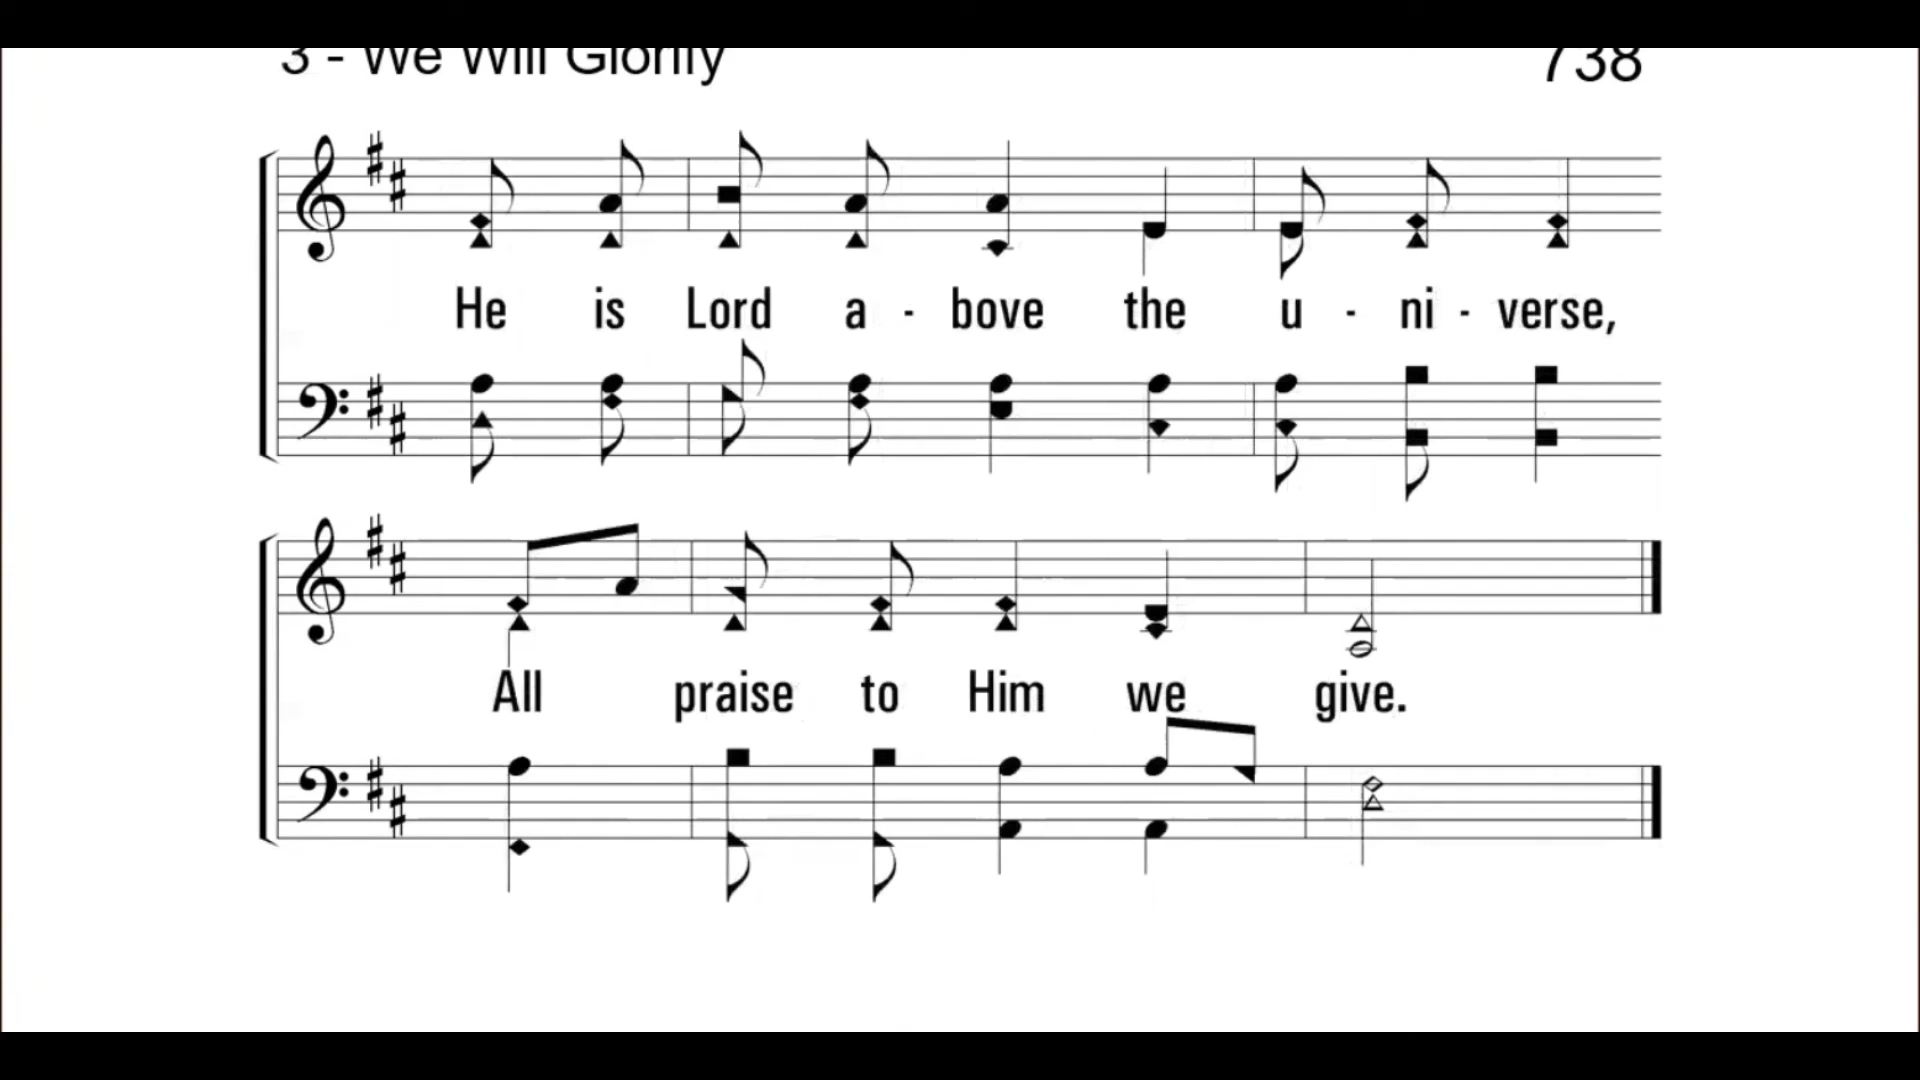 3 - We Will Glorify 738
He is Lord a - bove the u - ni - verse,
All praise to Him we give.